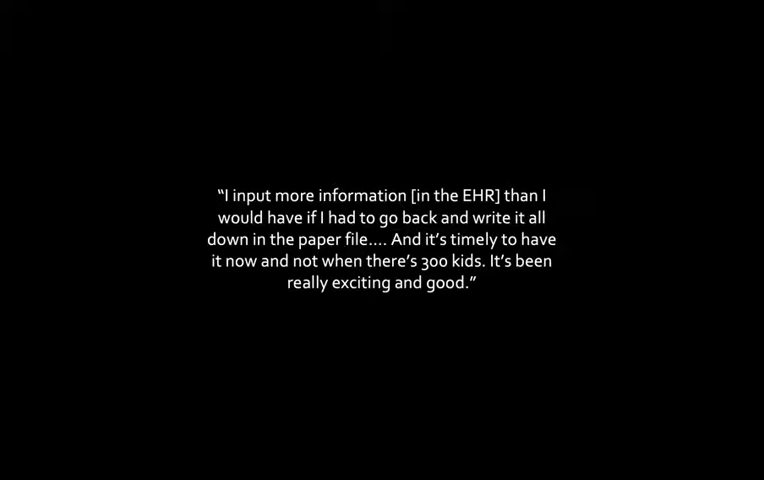 “I input more information [in the EHR] than I
would have if I had to go back and write it all
down in the paper file.... And it’s timely to have
it now and not when there’s 300 kids. It’s been
really exciting and good.”